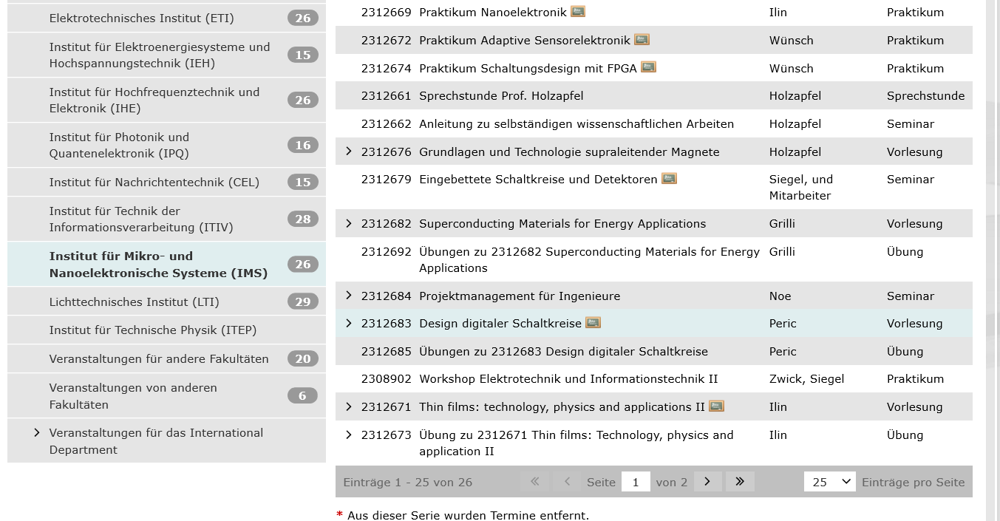 Elektrotechnisches Institut (ETI) 26
Institut für Elektroenergiesysteme und
Hochspannungstechnik (IEH) 15
Institut für Hochfrequenztechnik und
Elektronik (IHE) 26
Institut für Photonik und
Quantenelektronik (IPQ) 16
Institut für Nachrichtentechnik (CEL) 15
Institut für Technik der
Informationsverarbeitung (ITIV) 28
Institut für Mikro- und
Nanoelektronische Systeme (IMS) 26
Lichttechnisches Institut (LTI) 29
Institut für Technische Physik (ITEP)
Veranstaltungen für andere Fakultäten 20
Veranstaltungen von anderen
Fakultäten 6
Veranstaltungen für das International
Department
2312669 Praktikum Nanoelektronik Ilin Praktikum
2312672 Praktikum Adaptive Sensorelektronik Wünsch Praktikum
2312674 Praktikum Schaltungsdesign mit FPGA Wünsch Praktikum
2312661 Sprechstunde Prof. Holzapfel Holzapfel Sprechstunde
2312662 Anleitung zu selbständigen wissenschaftlichen Arbeiten Holzapfel Seminar
2312676 Grundlagen und Technologie supraleitender Magnete Holzapfel Vorlesung
2312679 Eingebettete Schaltkreise und Detektoren Siegel, und Seminar
Mitarbeiter
2312682 Superconducting Materials for Energy Applications Grilli Vorlesung
2312692 Übungen zu 2312682 Superconducting Materials for Energy Grilli Übung
Applications
2312684 Projektmanagement für Ingenieure Noe Seminar
2312683 Design digitaler Schaltkreise Peric Vorlesung
2312685 Übungen zu 2312683 Design digitaler Schaltkreise Peric Übung
2308902 Workshop Elektrotechnik und Informationstechnik II Zwick, Siegel Praktikum
2312671 Thin films: technology, physics and applications II Ilin Vorlesung
2312673 Übung zu 2312671 Thin films: Technology, physics and Ilin Übung
application II
Einträge 1 - 25 von 26 Seite 1 von 2 25 Einträge pro Seite
* Aus dieser Serie wurden Termine entfernt.